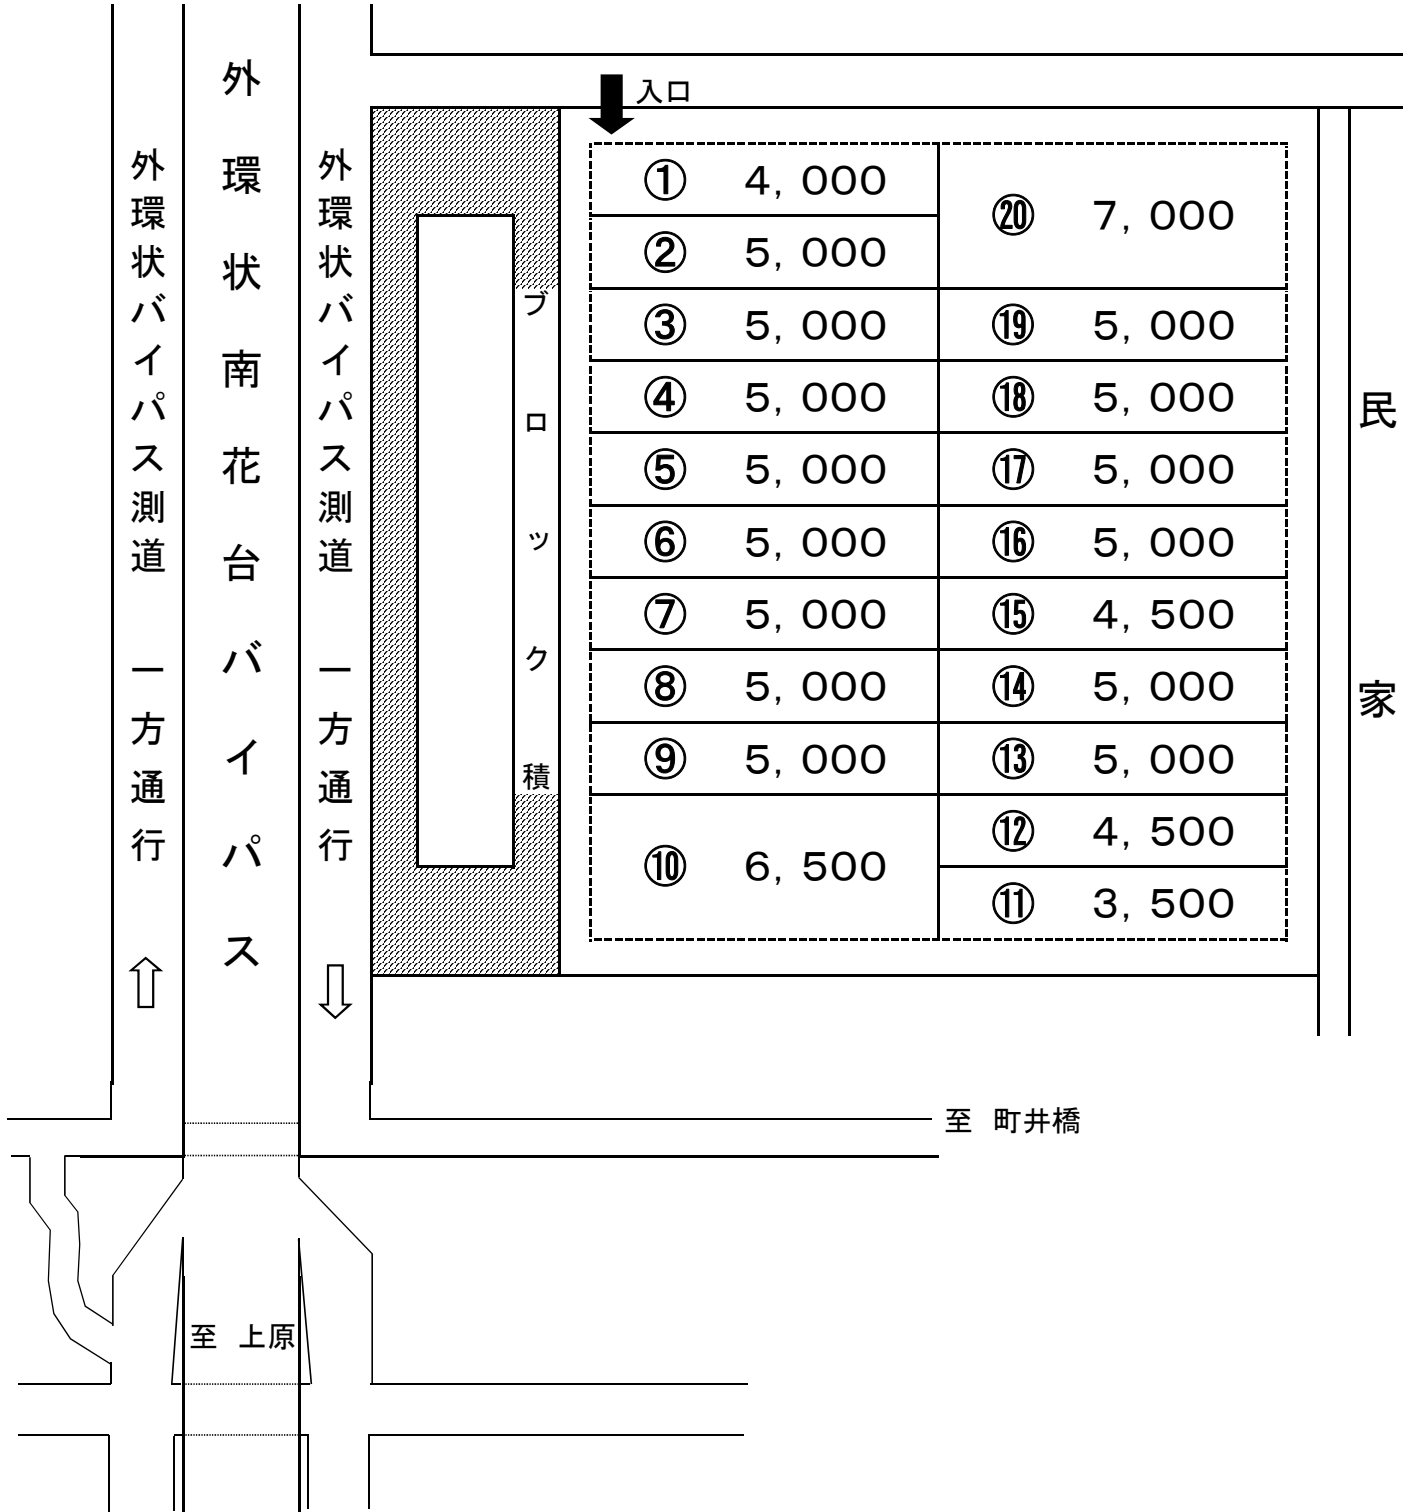 外環状バイパス測道　一方通行
外環状南花台バイパス
外環状バイパス測道　一方通行
入口
ブロック積
① 4，000
② 5，000
③ 5，000
④ 5，000
⑤ 5，000
⑥ 5，000
⑦ 5，000
⑧ 5，000
⑨ 5，000
⑩ 6，500
⑳ 7，000
⑲ 5，000
⑱ 5，000
⑰ 5，000
⑯ 5，000
⑮ 4，500
⑭ 5，000
⑬ 5，000
⑫ 4，500
⑪ 3，500
民家
至　町井橋
至　上原